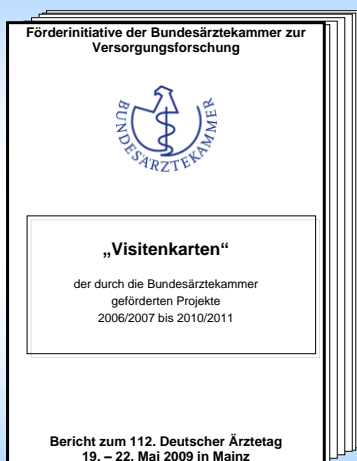 Förderinitiative der Bundesärztekammer zur
Versorgungsforschung
BUNDESÄRZTEKAMMER
„Visitenkarten“
der durch die Bundesärztekammer
geförderten Projekte
2006/2007 bis 2010/2011
Bericht zum 112. Deutscher Ärztetag
19. – 22. Mai 2009 in Mainz